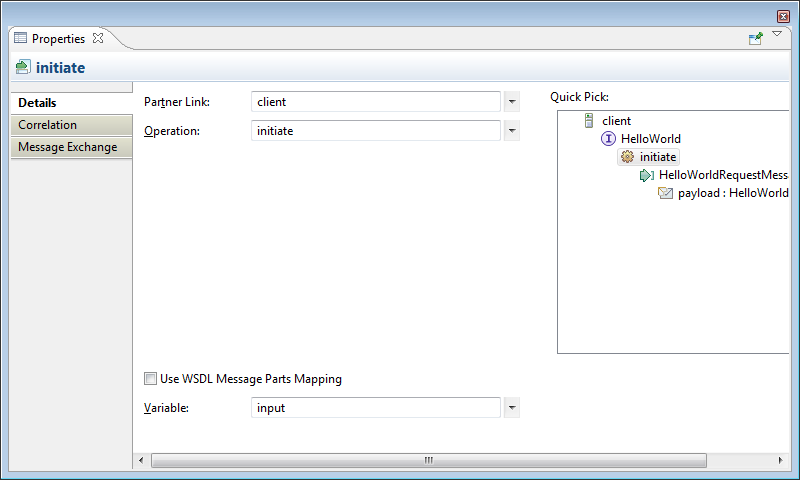 Properties
initiate
Details
Correlation
Message Exchange
Partner Link:
client
Operation:
initiate
Use WSDL Message Parts Mapping
Variable:
input
Quick Pick:
client
HelloWorld
initiate
HelloWorldRequestMess
payload : HelloWorld